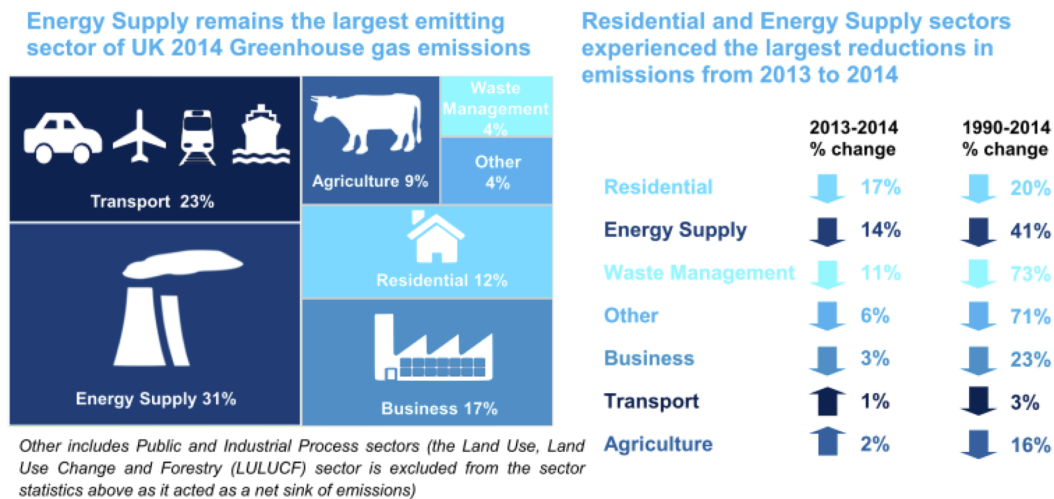 Energy Supply remains the largest emitting
sector of UK 2014 Greenhouse gas emissions
Transport 23%
Agriculture 9%
Waste
Management
4%
Other
4%
Residential 12%
Energy Supply 31%
Business 17%
Other includes Public and Industrial Process sectors (the Land Use, Land
Use Change and Forestry (LULUCF) sector is excluded from the sector
statistics above as it acted as a net sink of emissions)
Residential and Energy Supply sectors
experienced the largest reductions in
emissions from 2013 to 2014
2013-2014 1990-2014
% change % change
Residential 17% 20%
Energy Supply 14% 41%
Waste Management 11% 73%
Other 6% 71%
Business 3% 23%
Transport 1% 3%
Agriculture 2% 16%